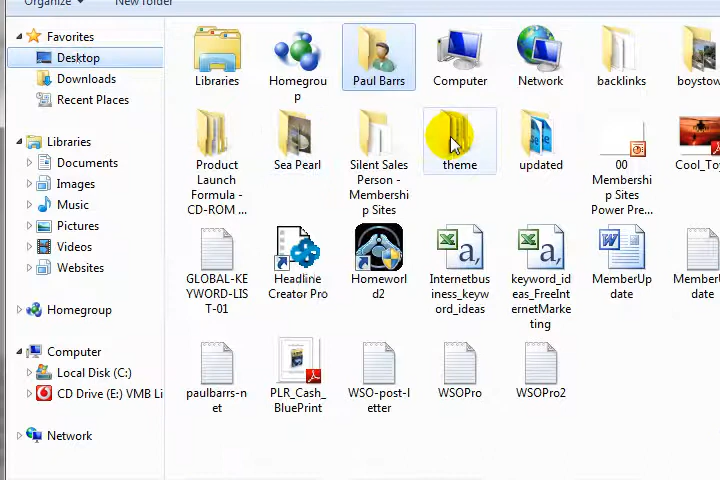 Organize
New folder
Favorites
Desktop
Downloads
Recent Places
Libraries
Documents
Images
Music
Pictures
Videos
Websites
Homegroup
Computer
Local Disk (C:)
CD Drive (E:) VMB Li
Network
Libraries
Homegrou
p
Paul Barrs
Computer
Network
backlinks
boystow
Product
Launch
Formula -
CD-ROM ...
Sea Pearl
Silent Sales
Person -
Membershi
p Sites
theme
updated
00
Membership
Sites
Power Pre...
Cool_Toy
GLOBAL-KE
YWORD-LIS
T-01
Headline
Creator Pro
Homeworl
d2
Internetbus
iness_keyw
ord_ideas
keyword_id
eas_FreeInt
ernetMarke
ting
MemberUp
date
MemberU
date
paulbarrs-n
et
PLR_Cash_
BluePrint
WSO-post-l
etter
WSOPro
WSOPro2